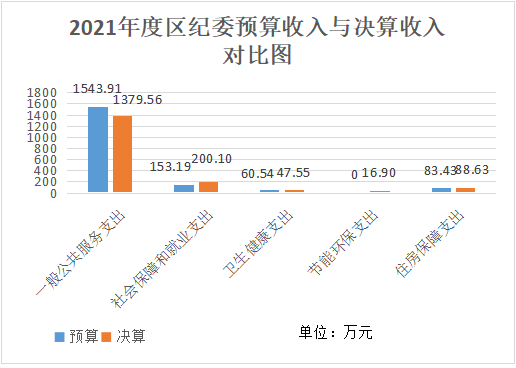 2021年度区纪委预算收入与决算收入
对比图
1800
1600
1400
1200
1000
800
600
400
200
0
1543.91
1379.56
153.19
200.10
60.54
47.55
0
16.90
83.43
88.63
一般公共服务支出
社会保障和就业支出
卫生健康支出
节能环保支出
住房保障支出
预算 决算
单位：万元